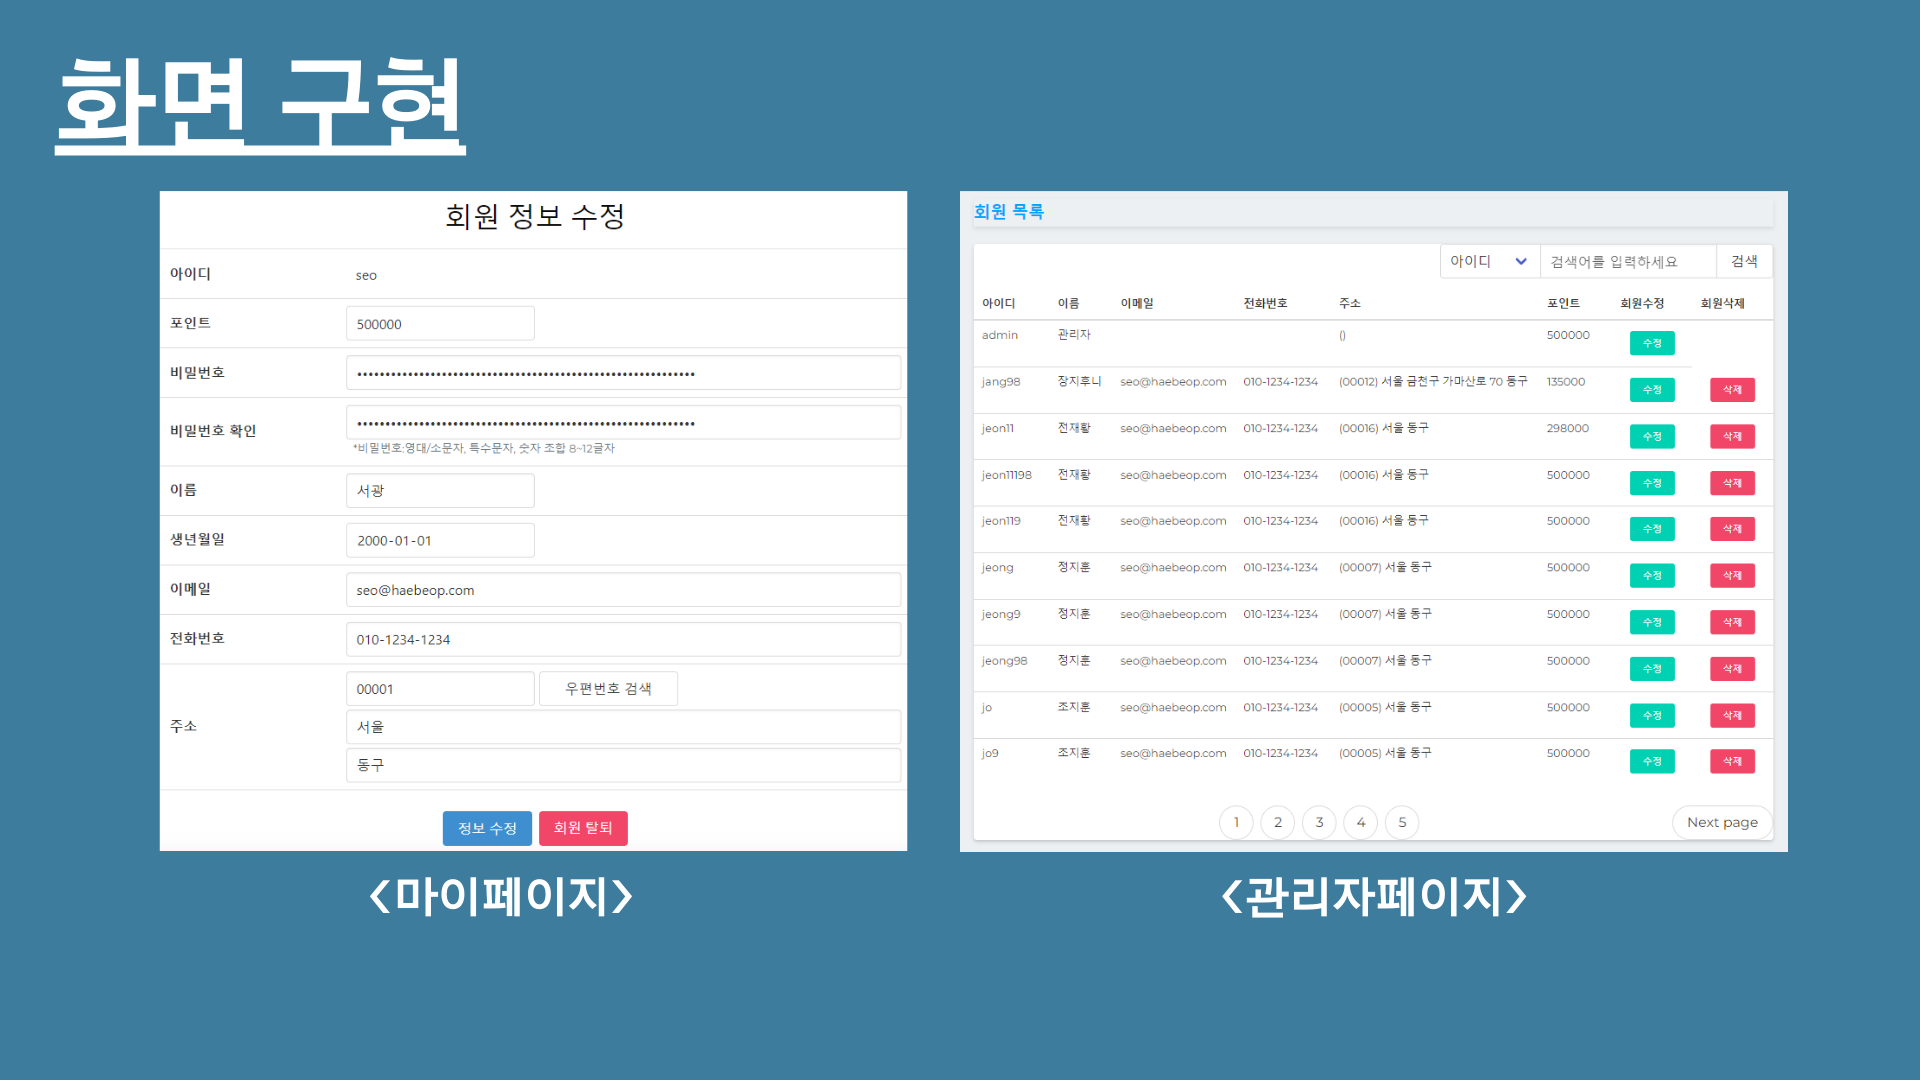 화면 구현
회원 정보 수정
아이디 seo
포인트 500000
비밀번호 ••••••••••••••••••••••••••••••••••••••••••••••••••••••••••••
비밀번호 확인 ••••••••••••••••••••••••••••••••••••••••••••••••••••••••••••
*비밀번호:영대/소문자, 특수문자, 숫자 조합 8~12글자
이름 서광
생년월일 2000-01-01
이메일 seo@haebeop.com
전화번호 010-1234-1234
00001 우편번호 검색
주소 서울
동구
정보 수정 회원 탈퇴
<마이페이지>
회원 목록
아이디 검색어를 입력하세요 검색
아이디 이름 이메일 전화번호 주소 포인트 회원수정 회원삭제
admin 관리자 () 500000 수정
jang98 장지후니 seo@haebeop.com 010-1234-1234 (00012) 서울 금천구 가마산로 70 동구 135000 수정 삭제
jeon11 전재황 seo@haebeop.com 010-1234-1234 (00016) 서울 동구 298000 수정 삭제
jeon11198 전재황 seo@haebeop.com 010-1234-1234 (00016) 서울 동구 500000 수정 삭제
jeon119 전재황 seo@haebeop.com 010-1234-1234 (00016) 서울 동구 500000 수정 삭제
jeong 정지훈 seo@haebeop.com 010-1234-1234 (00007) 서울 동구 500000 수정 삭제
jeong9 정지훈 seo@haebeop.com 010-1234-1234 (00007) 서울 동구 500000 수정 삭제
jeong98 정지훈 seo@haebeop.com 010-1234-1234 (00007) 서울 동구 500000 수정 삭제
jo 조지훈 seo@haebeop.com 010-1234-1234 (00005) 서울 동구 500000 수정 삭제
jo9 조지훈 seo@haebeop.com 010-1234-1234 (00005) 서울 동구 500000 수정 삭제
1 2 3 4 5 Next page
<관리자페이지>